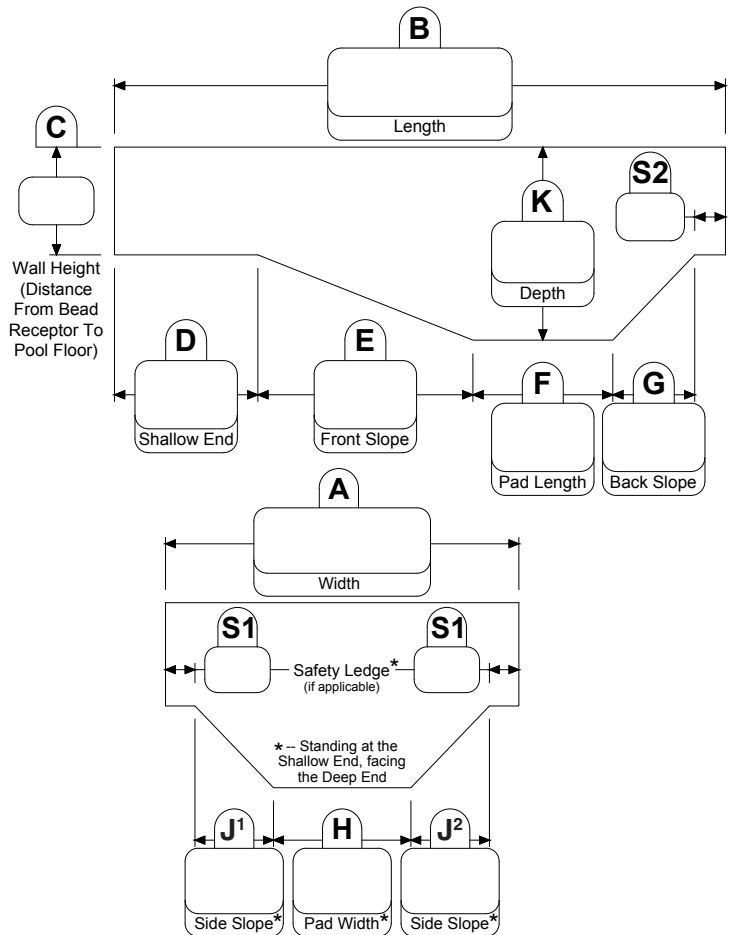 B
Length
C
Wall Height
(Distance
From Bead
Receptor To
Pool Floor)
K
Depth
S2
D
Shallow End
E
Front Slope
F
Pad Length
G
Back Slope
A
Width
S1
S1
Safety Ledge*
(if applicable)
* -- Standing at the
Shallow End, facing
the Deep End
J¹
Side Slope*
H
Pad Width*
J²
Side Slope*